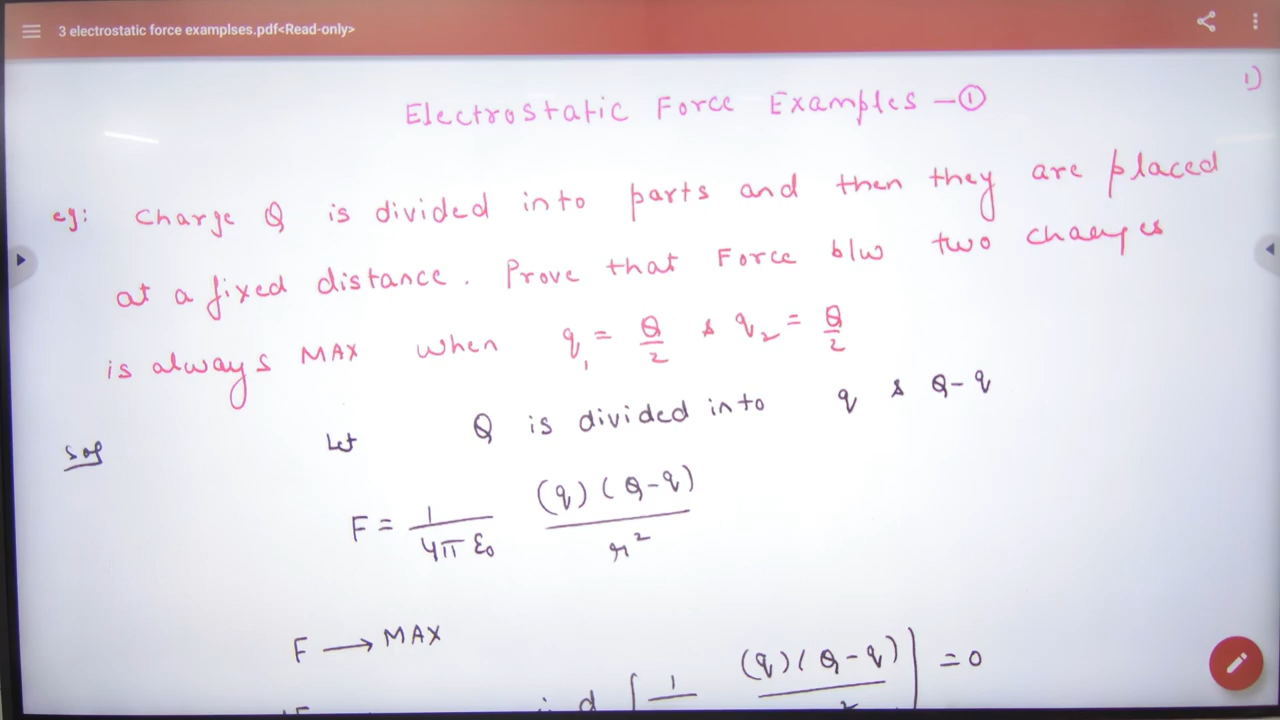 3 electrostatic force examplses.pdf<Read-only>
1)
Electrostatic Force Examples - ①
eg: Charge Q is divided into parts and then they are placed
at a fixed distance. Prove that Force b/w two charges
is always MAX when q₁ = Q/2 & q₂ = Q/2
Sol Let Q is divided into q & Q-q
F = 1/4πε₀ (q)(Q-q)/r²
F → MAX
d [1 (q)(Q-q)/2] = 0